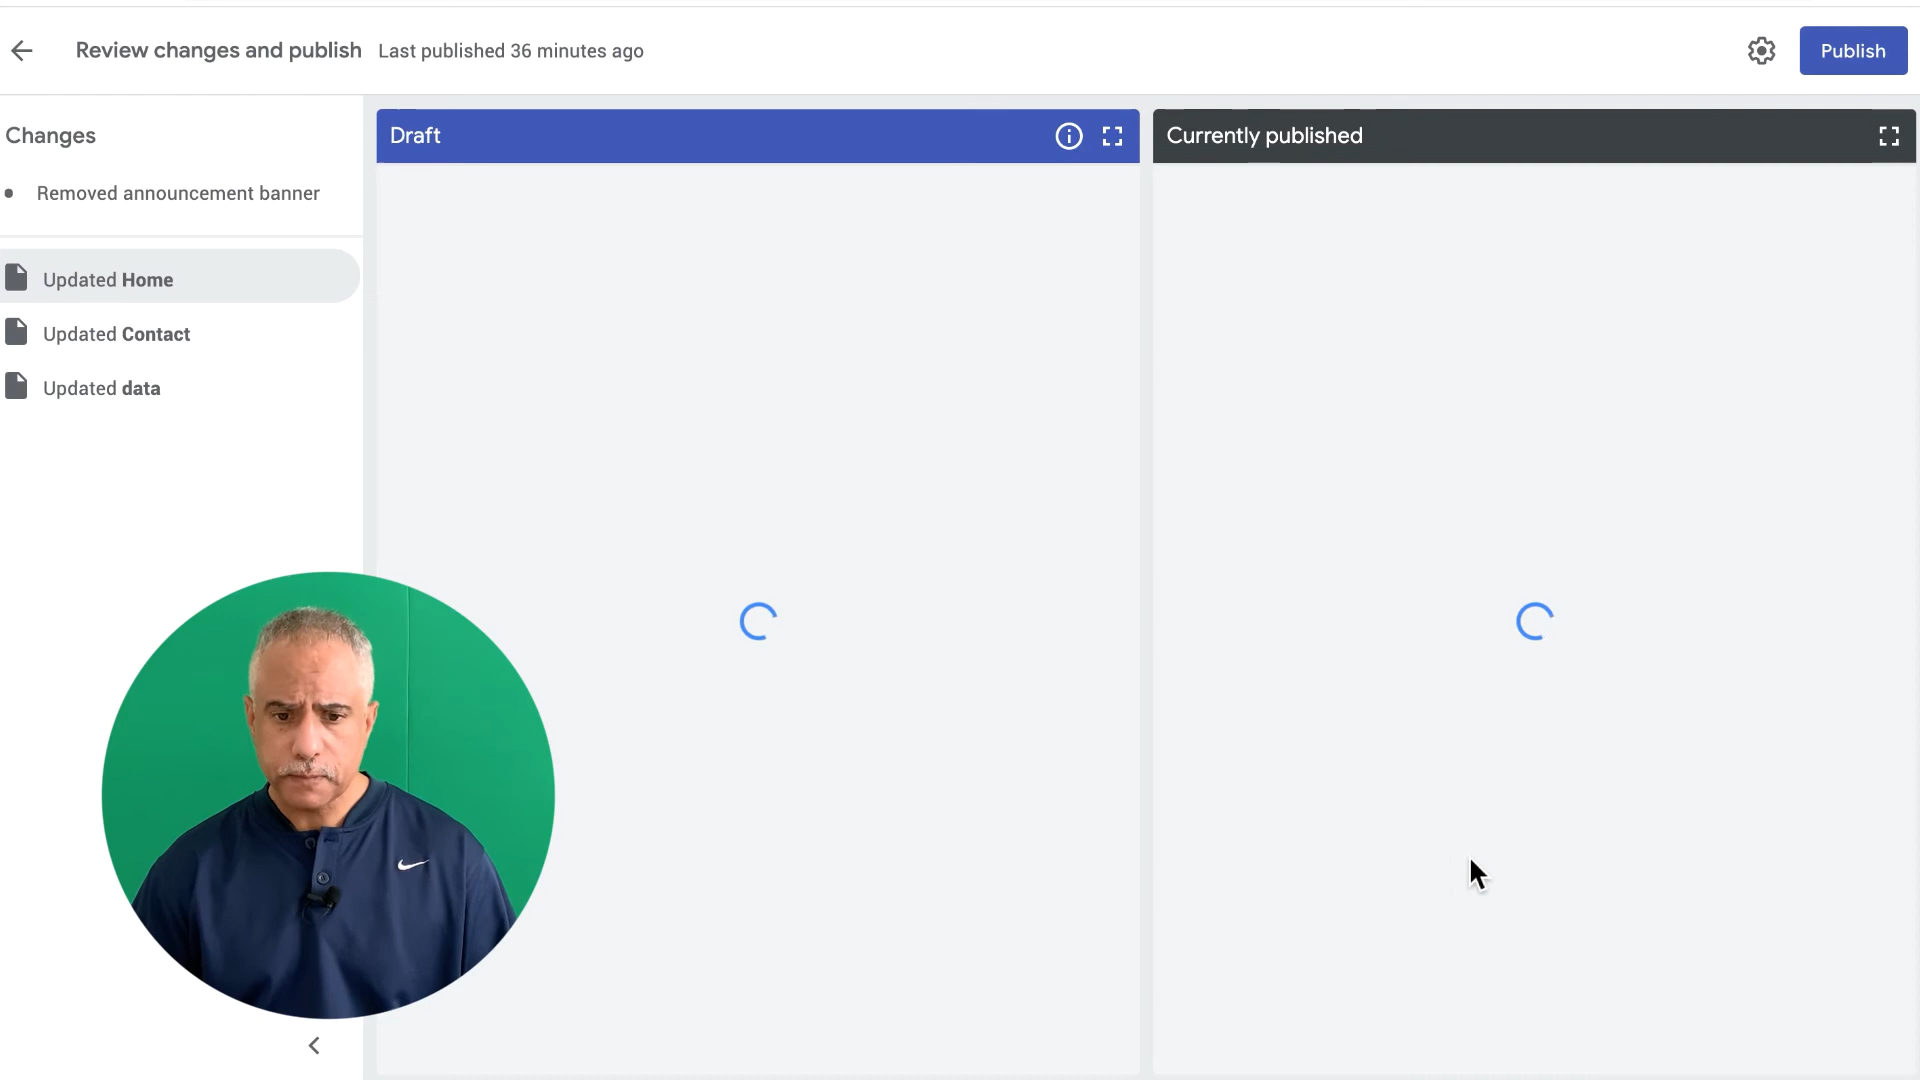 Review changes and publish Last published 36 minutes ago
Publish
Changes
Removed announcement banner
Updated Home
Updated Contact
Updated data
Draft
Currently published